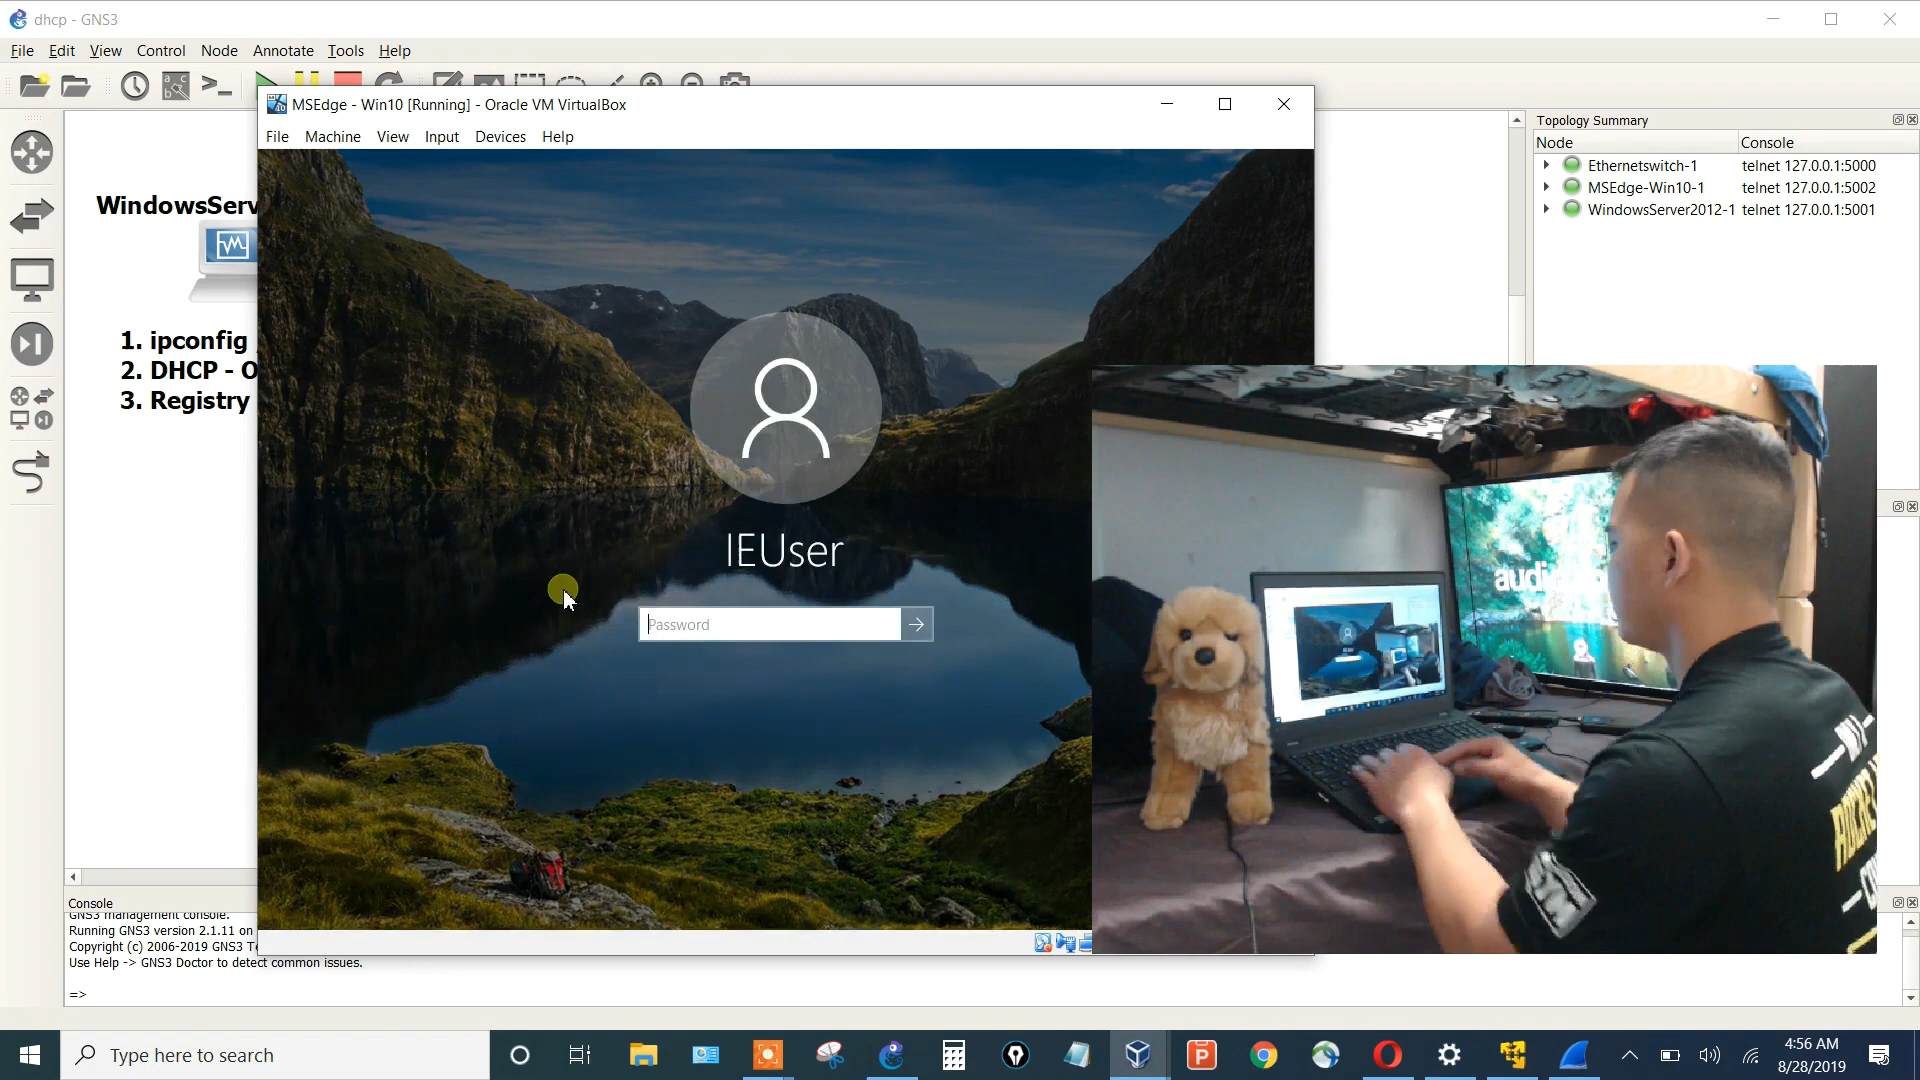 dhcp - GNS3
File Edit View Control Node Annotate Tools Help
MSEdge - Win10 [Running] - Oracle VM VirtualBox
File Machine View Input Devices Help
WindowsServ
1. ipconfig
2. DHCP - O
3. Registry
IEUser
Password
Topology Summary
Node Console
Ethernetswitch-1 telnet 127.0.0.1:5000
MSEdge-Win10-1 telnet 127.0.0.1:5002
WindowsServer2012-1 telnet 127.0.0.1:5001
Console
GNS3 management console.
Running GNS3 version 2.1.11 on
Copyright (c) 2006-2019 GNS3 Te
Use Help -> GNS3 Doctor to detect common issues.
=>
Type here to search
4:56 AM
8/28/2019